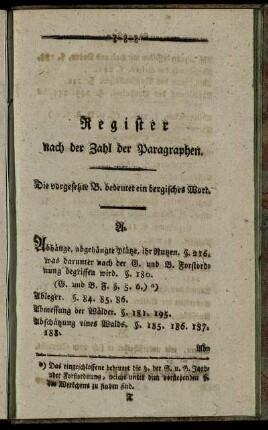 Register
nach der Zahl der Paragraphen.
Die vorgesetzte B. bedeutet ein bergisches Wort.
A.
Abhänge, abgehängte Plätze, ihr Nutzen. §. 216.
was darunter nach der G. und B. Forstord-
nung begriffen wird. §. 180.
(G. und B. F. §. 5. 6.) *)
Ableger. §. 84. 85. 86.
Abmessung der Wälder. §. 181. 195.
Abschätzung eines Walds. §. 185. 186. 187.
188.
Ab
*) Das eingeschlossene bedeutet die §. der G. u. B. Jagd-
oder Forstordnung, welche unter dem vorstehenden §.
des Werkchens zu finden sind.
X